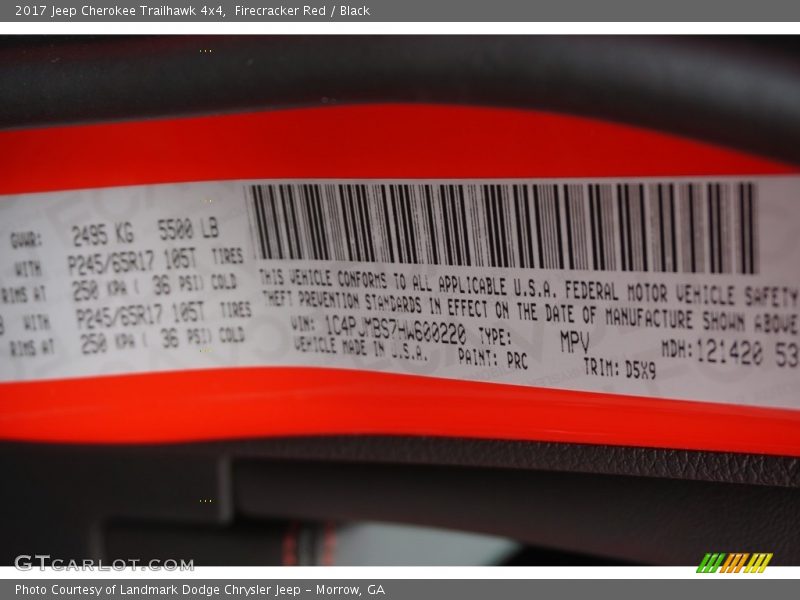 2017 Jeep Cherokee Trailhawk 4x4,  Firecracker Red / Black
GVWR: 2495 KG 5500 LB
WITH P245/65R17 105T TIRES
RIMS AT 250 KPA ( 36 PSI) COLD
WITH P245/65R17 105T TIRES
RIMS AT 250 KPA ( 36 PSI) COLD
THIS VEHICLE CONFORMS TO ALL APPLICABLE U.S.A. FEDERAL MOTOR VEHICLE SAFETY
THEFT PREVENTION STANDARDS IN EFFECT ON THE DATE OF MANUFACTURE SHOWN ABOVE
VIN: 1C4PJMBS7HW600220 TYPE: MPV MDH: 121420 53
VEHICLE MADE IN U.S.A. PAINT: PRC TRIM: D5X9
GTCARLOT.COM
Photo Courtesy of Landmark Dodge Chrysler Jeep – Morrow, GA